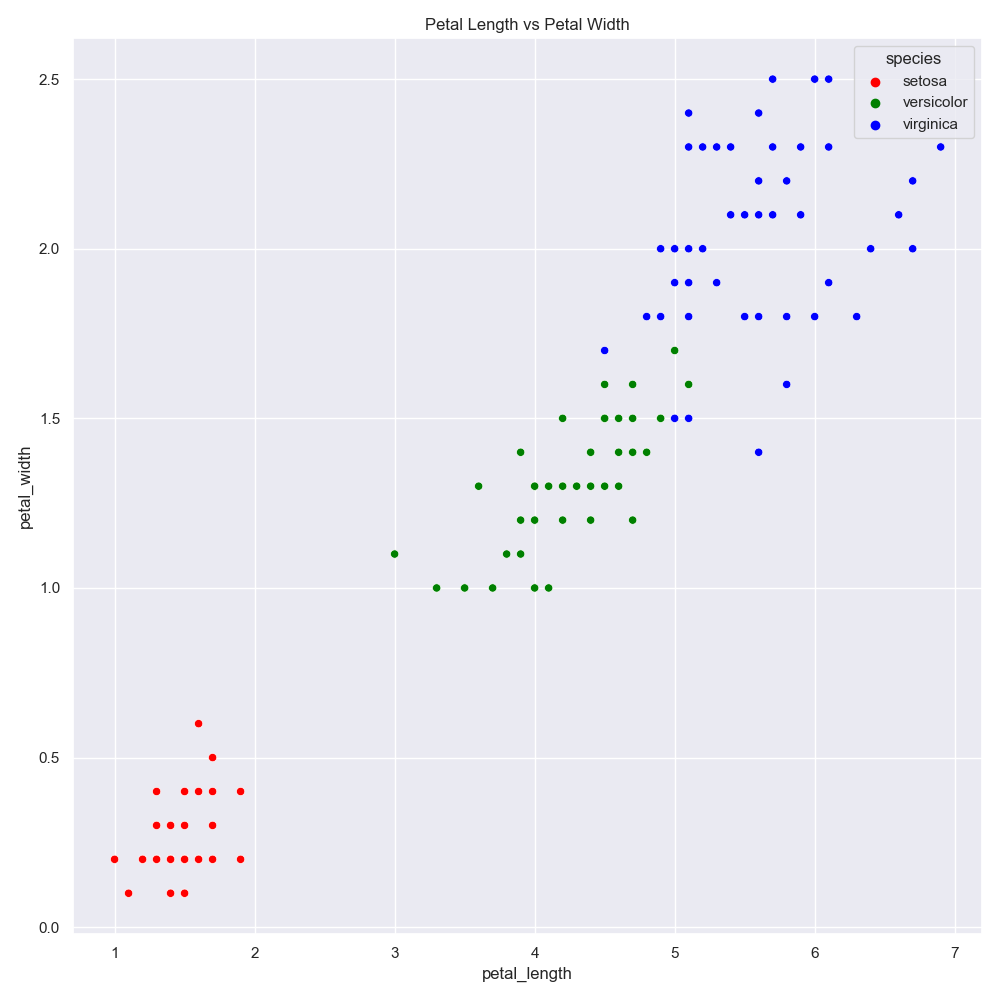 Petal Length vs Petal Width
species
setosa
versicolor
virginica
petal_width
2.5
2.0
1.5
1.0
0.5
0.0
1 2 3 4 5 6 7
petal_length